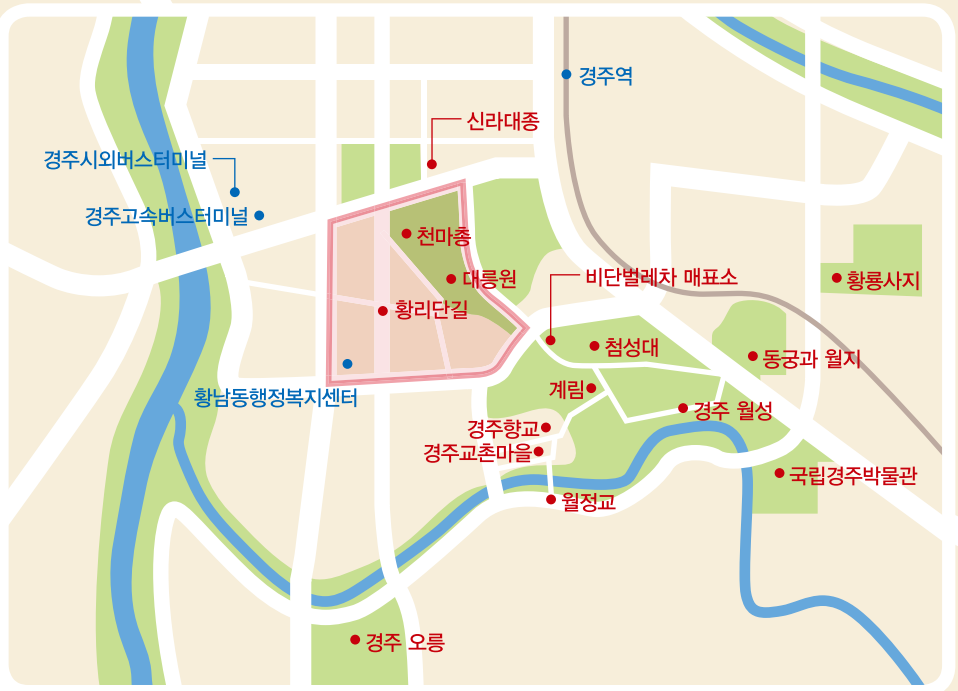 경주역
신라대종
경주시외버스터미널
경주고속버스터미널
천마총
대릉원
비단벌레차 매표소
황룡사지
황리단길
첨성대
동궁과 월지
계림
황남동행정복지센터
경주 월성
경주향교
경주교촌마을
국립경주박물관
월정교
경주 오릉